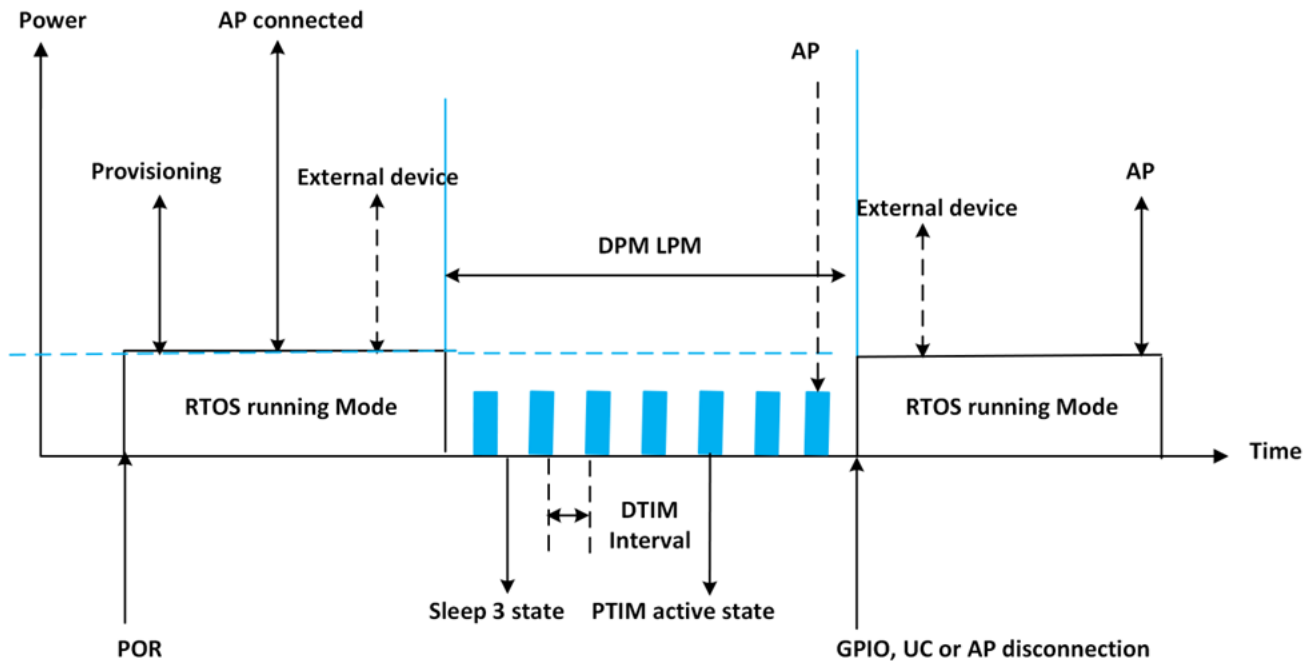 Power
AP connected
AP
Provisioning
External device
AP
External device
DPM LPM
RTOS running Mode
RTOS running Mode
Time
DTIM
Interval
Sleep 3 state
PTIM active state
POR
GPIO, UC or AP disconnection